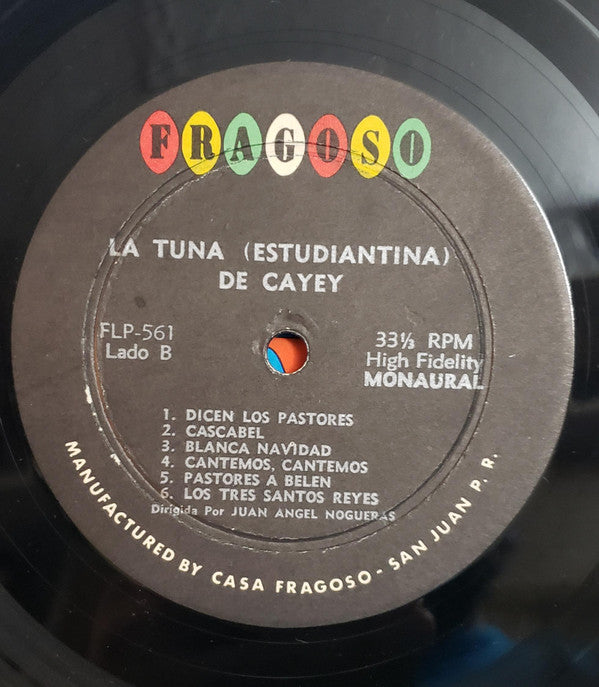 FRAGOSO
LA TUNA (ESTUDIANTINA)
DE CAYEY
FLP-561
Lado B
33⅓ RPM
High Fidelity
MONAURAL
1. DICEN LOS PASTORES
2. CASCABEL
3. BLANCA NAVIDAD
4. CANTEMOS, CANTEMOS
5. PASTORES A BELEN
6. LOS TRES SANTOS REYES
Dirigida Por JUAN ANGEL NOGUERAS
MANUFACTURED BY CASA FRAGOSO - SAN JUAN P. R.